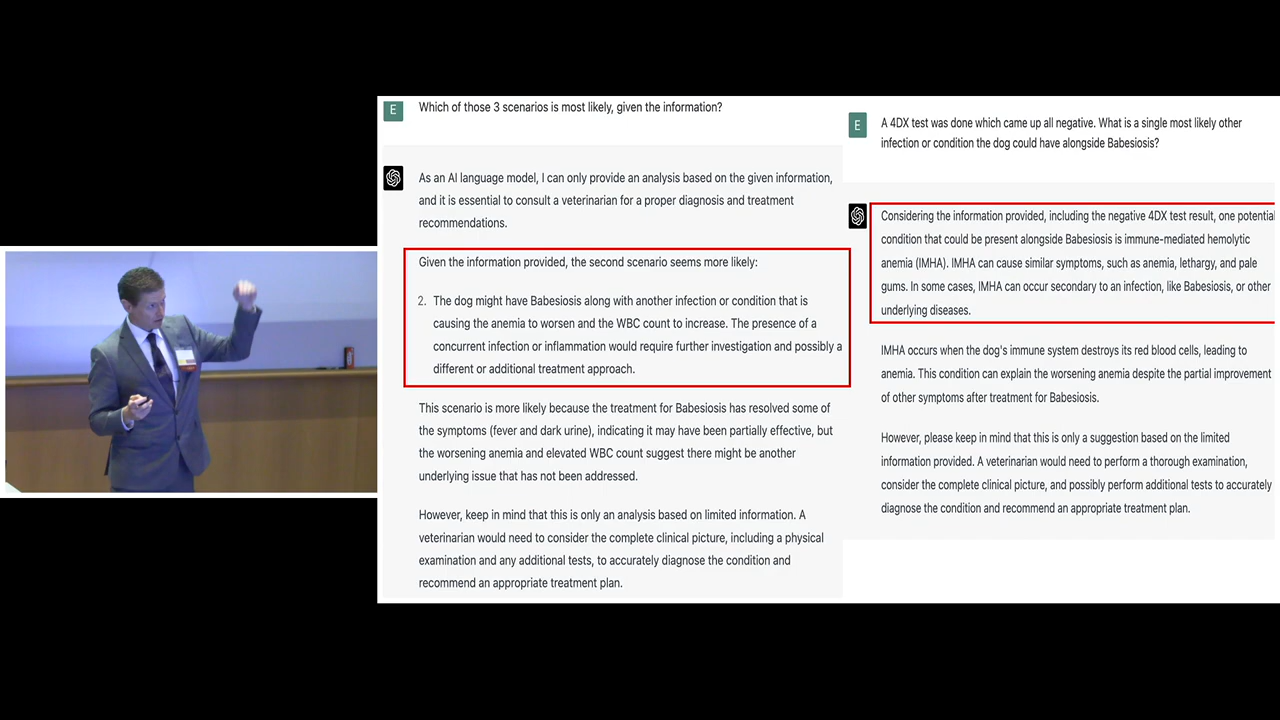 E
Which of those 3 scenarios is most likely, given the information?
As an AI language model, I can only provide an analysis based on the given information,
and it is essential to consult a veterinarian for a proper diagnosis and treatment
recommendations.
Given the information provided, the second scenario seems more likely:
2. The dog might have Babesiosis along with another infection or condition that is
causing the anemia to worsen and the WBC count to increase. The presence of a
concurrent infection or inflammation would require further investigation and possibly a
different or additional treatment approach.
This scenario is more likely because the treatment for Babesiosis has resolved some of
the symptoms (fever and dark urine), indicating it may have been partially effective, but
the worsening anemia and elevated WBC count suggest there might be another
underlying issue that has not been addressed.
However, keep in mind that this is only an analysis based on limited information. A
veterinarian would need to consider the complete clinical picture, including a physical
examination and any additional tests, to accurately diagnose the condition and
recommend an appropriate treatment plan.
E
A 4DX test was done which came up all negative. What is a single most likely other
infection or condition the dog could have alongside Babesiosis?
Considering the information provided, including the negative 4DX test result, one potential
condition that could be present alongside Babesiosis is immune-mediated hemolytic
anemia (IMHA). IMHA can cause similar symptoms, such as anemia, lethargy, and pale
gums. In some cases, IMHA can occur secondary to an infection, like Babesiosis, or other
underlying diseases.
IMHA occurs when the dog's immune system destroys its red blood cells, leading to
anemia. This condition can explain the worsening anemia despite the partial improvement
of other symptoms after treatment for Babesiosis.
However, please keep in mind that this is only a suggestion based on the limited
information provided. A veterinarian would need to perform a thorough examination,
consider the complete clinical picture, and possibly perform additional tests to accurately
diagnose the condition and recommend an appropriate treatment plan.